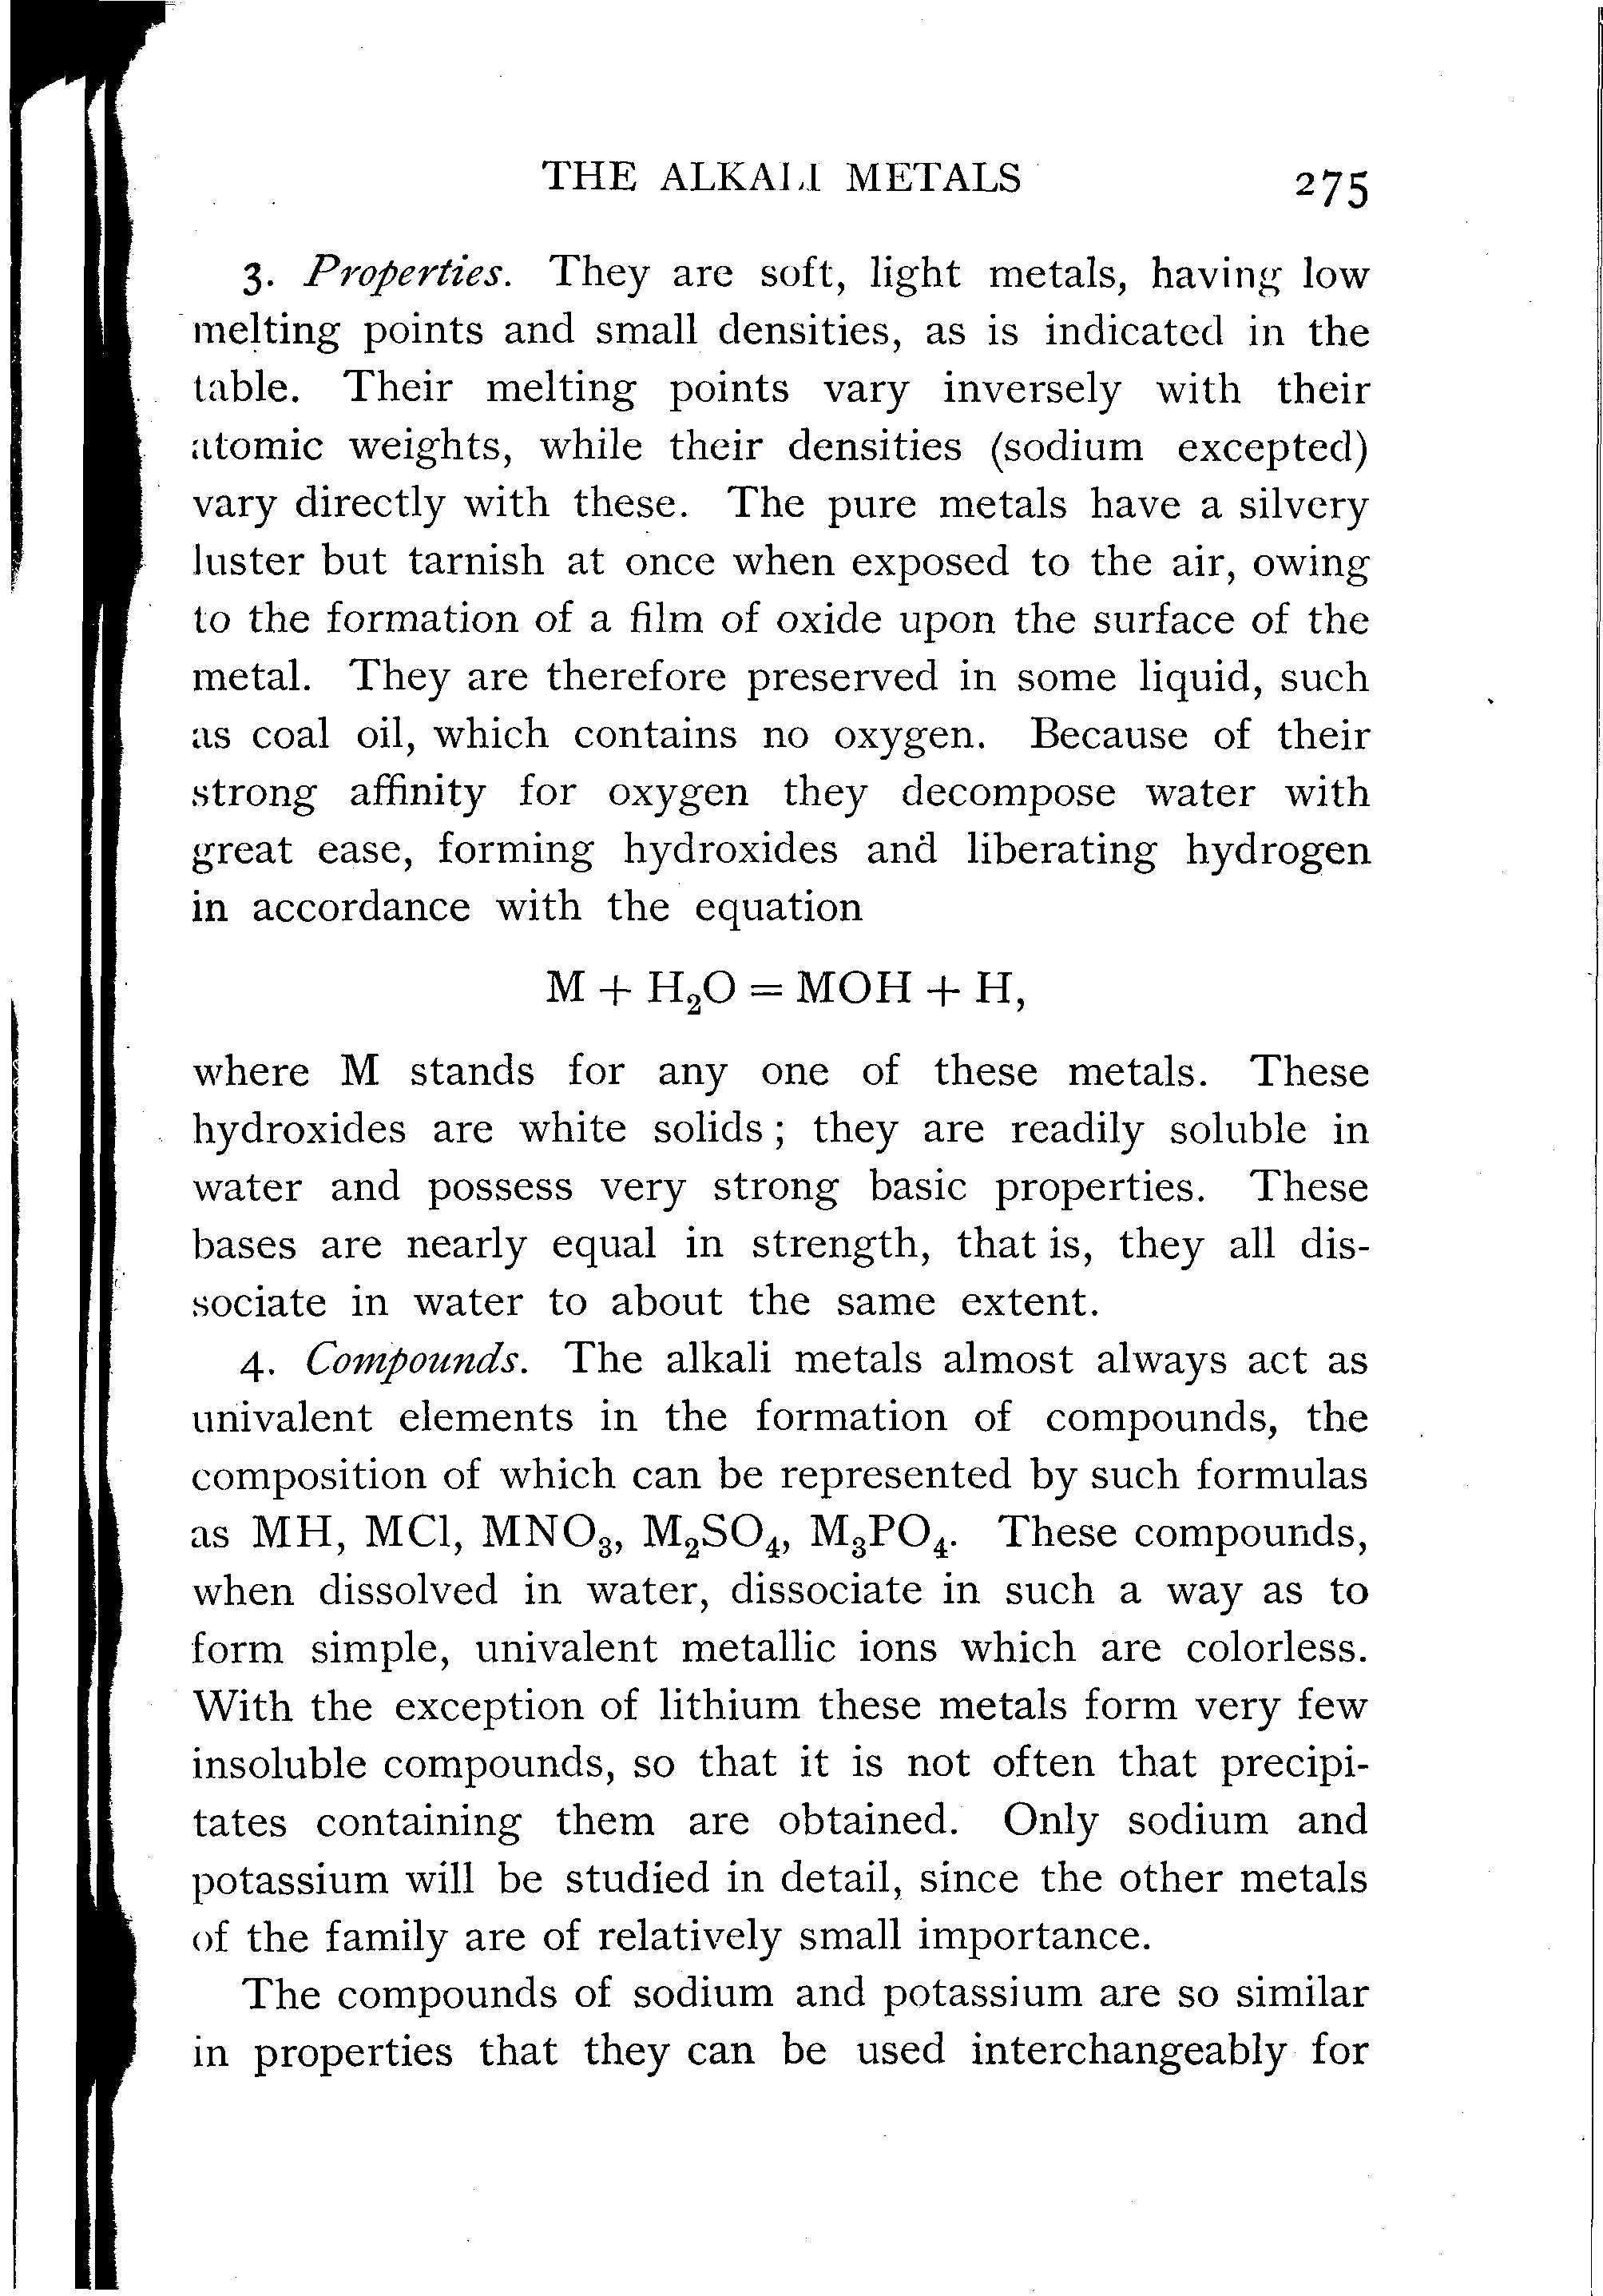 THE ALKALI METALS 275
3. Properties. They are soft, light metals, having low
melting points and small densities, as is indicated in the
table. Their melting points vary inversely with their
atomic weights, while their densities (sodium excepted)
vary directly with these. The pure metals have a silvery
luster but tarnish at once when exposed to the air, owing
to the formation of a film of oxide upon the surface of the
metal. They are therefore preserved in some liquid, such
as coal oil, which contains no oxygen. Because of their
strong affinity for oxygen they decompose water with
great ease, forming hydroxides and liberating hydrogen
in accordance with the equation
M + H₂O = MOH + H,
where M stands for any one of these metals. These
hydroxides are white solids; they are readily soluble in
water and possess very strong basic properties. These
bases are nearly equal in strength, that is, they all dis-
sociate in water to about the same extent.
4. Compounds. The alkali metals almost always act as
univalent elements in the formation of compounds, the
composition of which can be represented by such formulas
as MH, MCl, MNO₃, M₂SO₄, M₃PO₄. These compounds,
when dissolved in water, dissociate in such a way as to
form simple, univalent metallic ions which are colorless.
With the exception of lithium these metals form very few
insoluble compounds, so that it is not often that precipi-
tates containing them are obtained. Only sodium and
potassium will be studied in detail, since the other metals
of the family are of relatively small importance.
The compounds of sodium and potassium are so similar
in properties that they can be used interchangeably for